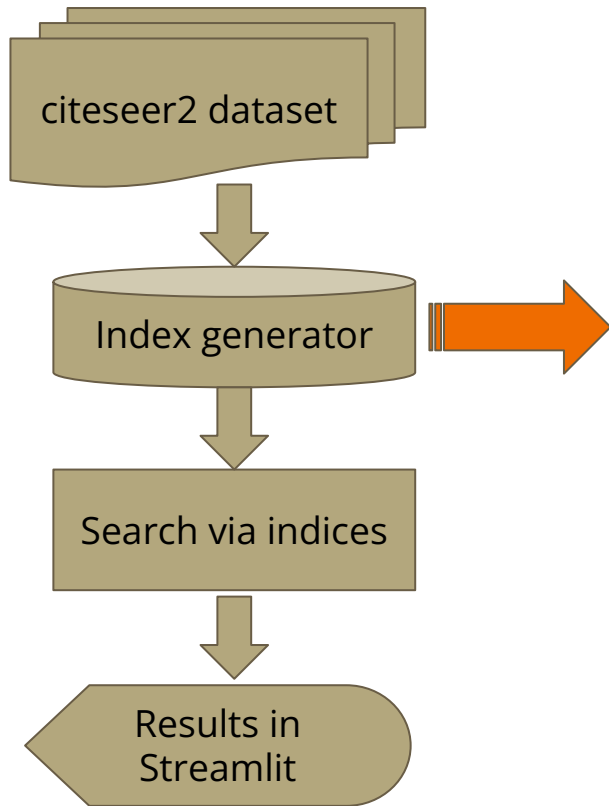 citeseer2 dataset
Index generator
Search via indices
Results in
Streamlit